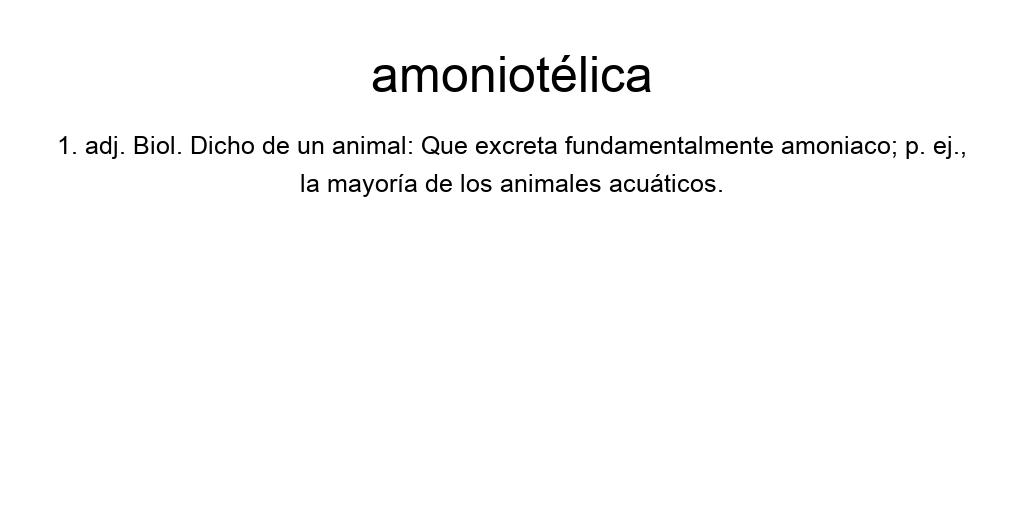 amoniotélica
1. adj. Biol. Dicho de un animal: Que excreta fundamentalmente amoniaco; p. ej.,
la mayoría de los animales acuáticos.